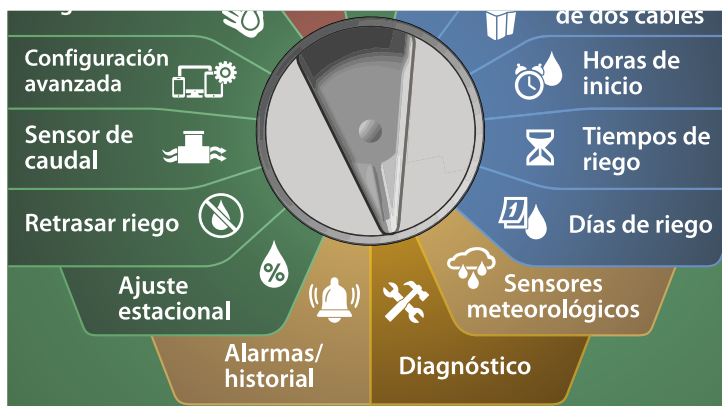 de dos cables
Configuración
avanzada
Horas de
inicio
Sensor de
caudal
Tiempos de
riego
Retrasar riego
1
Días de riego
%
Ajuste
estacional
Sensores
meteorológicos
Alarmas/
historial
Diagnóstico